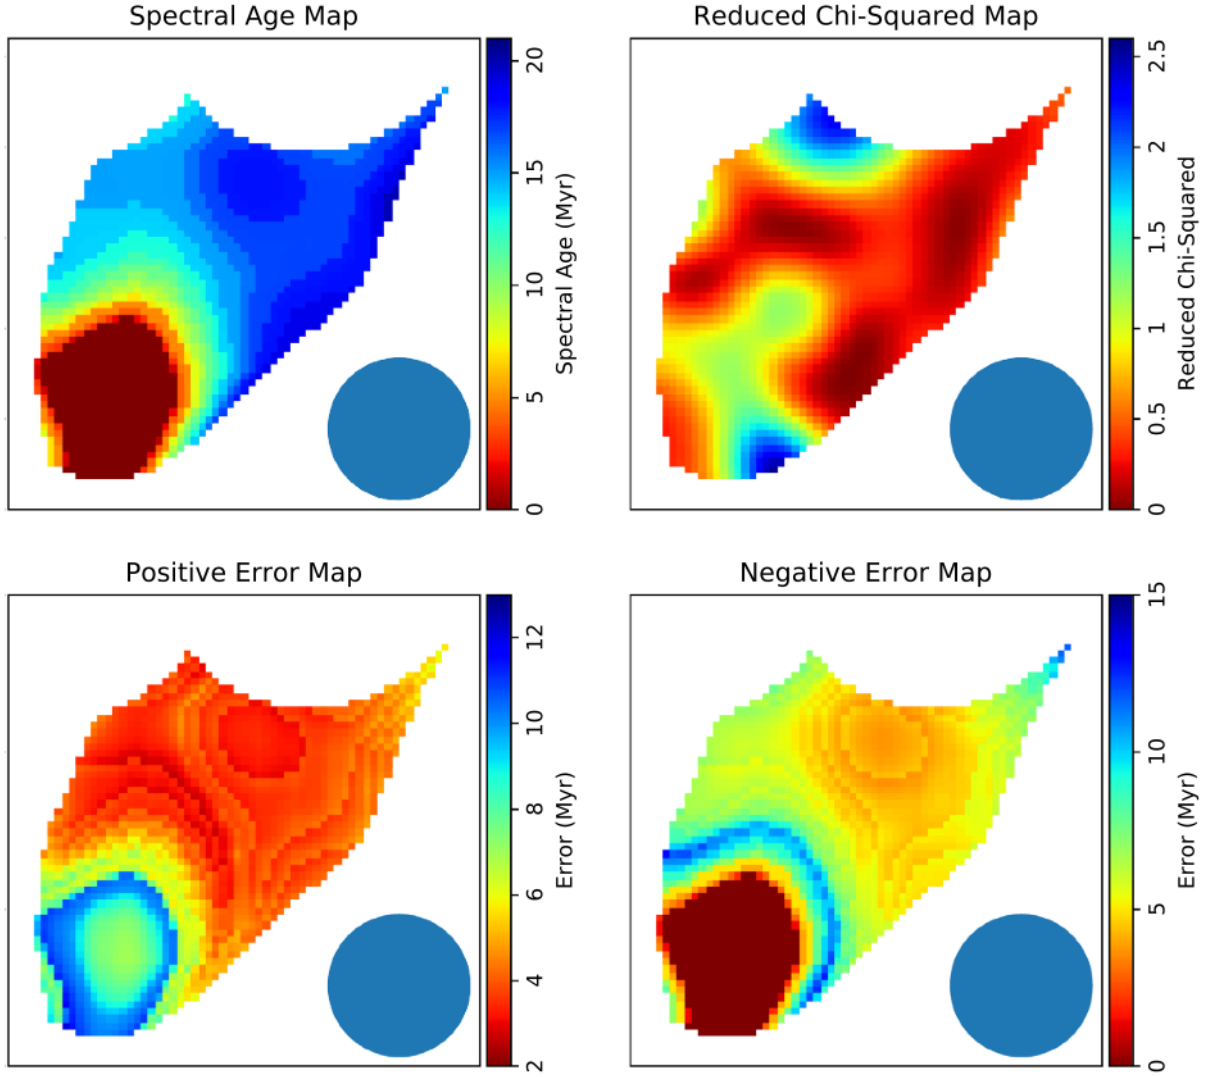 Spectral Age Map
0
5
10
15
20
Spectral Age (Myr)
Reduced Chi-Squared Map
0
0.5
1
1.5
2
2.5
Reduced Chi-Squared
Positive Error Map
2
4
6
8
10
12
Error (Myr)
Negative Error Map
0
5
10
15
Error (Myr)